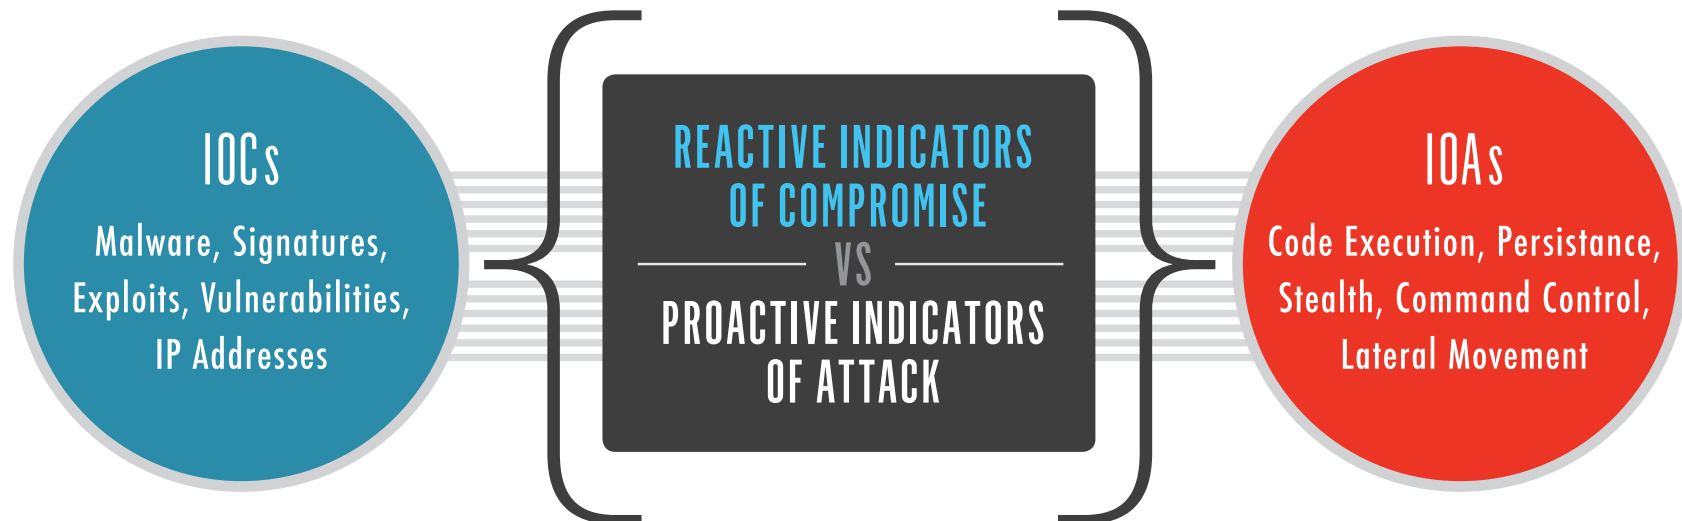 IOCs
Malware, Signatures,
Exploits, Vulnerabilities,
IP Addresses
REACTIVE INDICATORS
OF COMPROMISE
VS
PROACTIVE INDICATORS
OF ATTACK
IOAs
Code Execution, Persistance,
Stealth, Command Control,
Lateral Movement